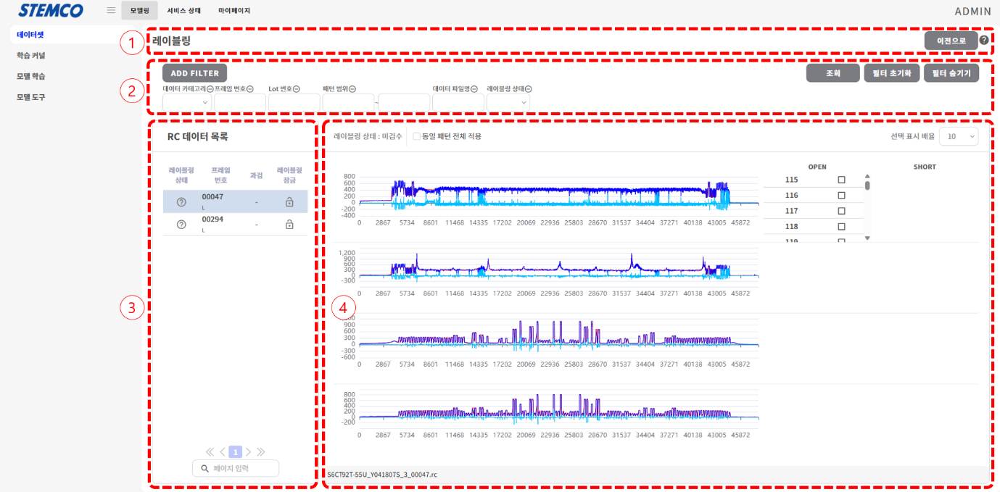 STEMCO
모델링 서비스 상태 마이페이지
ADMIN
데이터셋
학습 커널
모델 학습
모델 도구
1
레이블링
이전으로 ?
2
ADD FILTER
조회 필터 초기화 필터 숨기기
데이터 카테고리 프레임 번호 Lot 번호 패턴 범위 데이터 파일명 레이블링 상태
~
3
RC 데이터 목록
레이블링 상태 프레임 번호 과검 레이블링 잠금
? 00047 -
L
? 00294 -
L
1
페이지 입력
4
레이블링 상태 : 미검수 동일 패턴 전체 적용
선택 표시 배율 10
OPEN SHORT
115
116
117
118
119
800
600
400
200
0
-200
-400
0 2867 5734 8601 11468 14335 17202 20069 22936 25803 28670 31537 34404 37271 40138 43005 45872
1,200
900
600
300
0
-300
0 2867 5734 8601 11468 14335 17202 20069 22936 25803 28670 31537 34404 37271 40138 43005 45872
900
600
300
0
-300
-600
0 2867 5734 8601 11468 14335 17202 20069 22936 25803 28670 31537 34404 37271 40138 43005 45872
800
600
400
200
0
-200
0 2867 5734 8601 11468 14335 17202 20069 22936 25803 28670 31537 34404 37271 40138 43005 45872
S6CT92T-55U_Y041807S_3_00047.rc